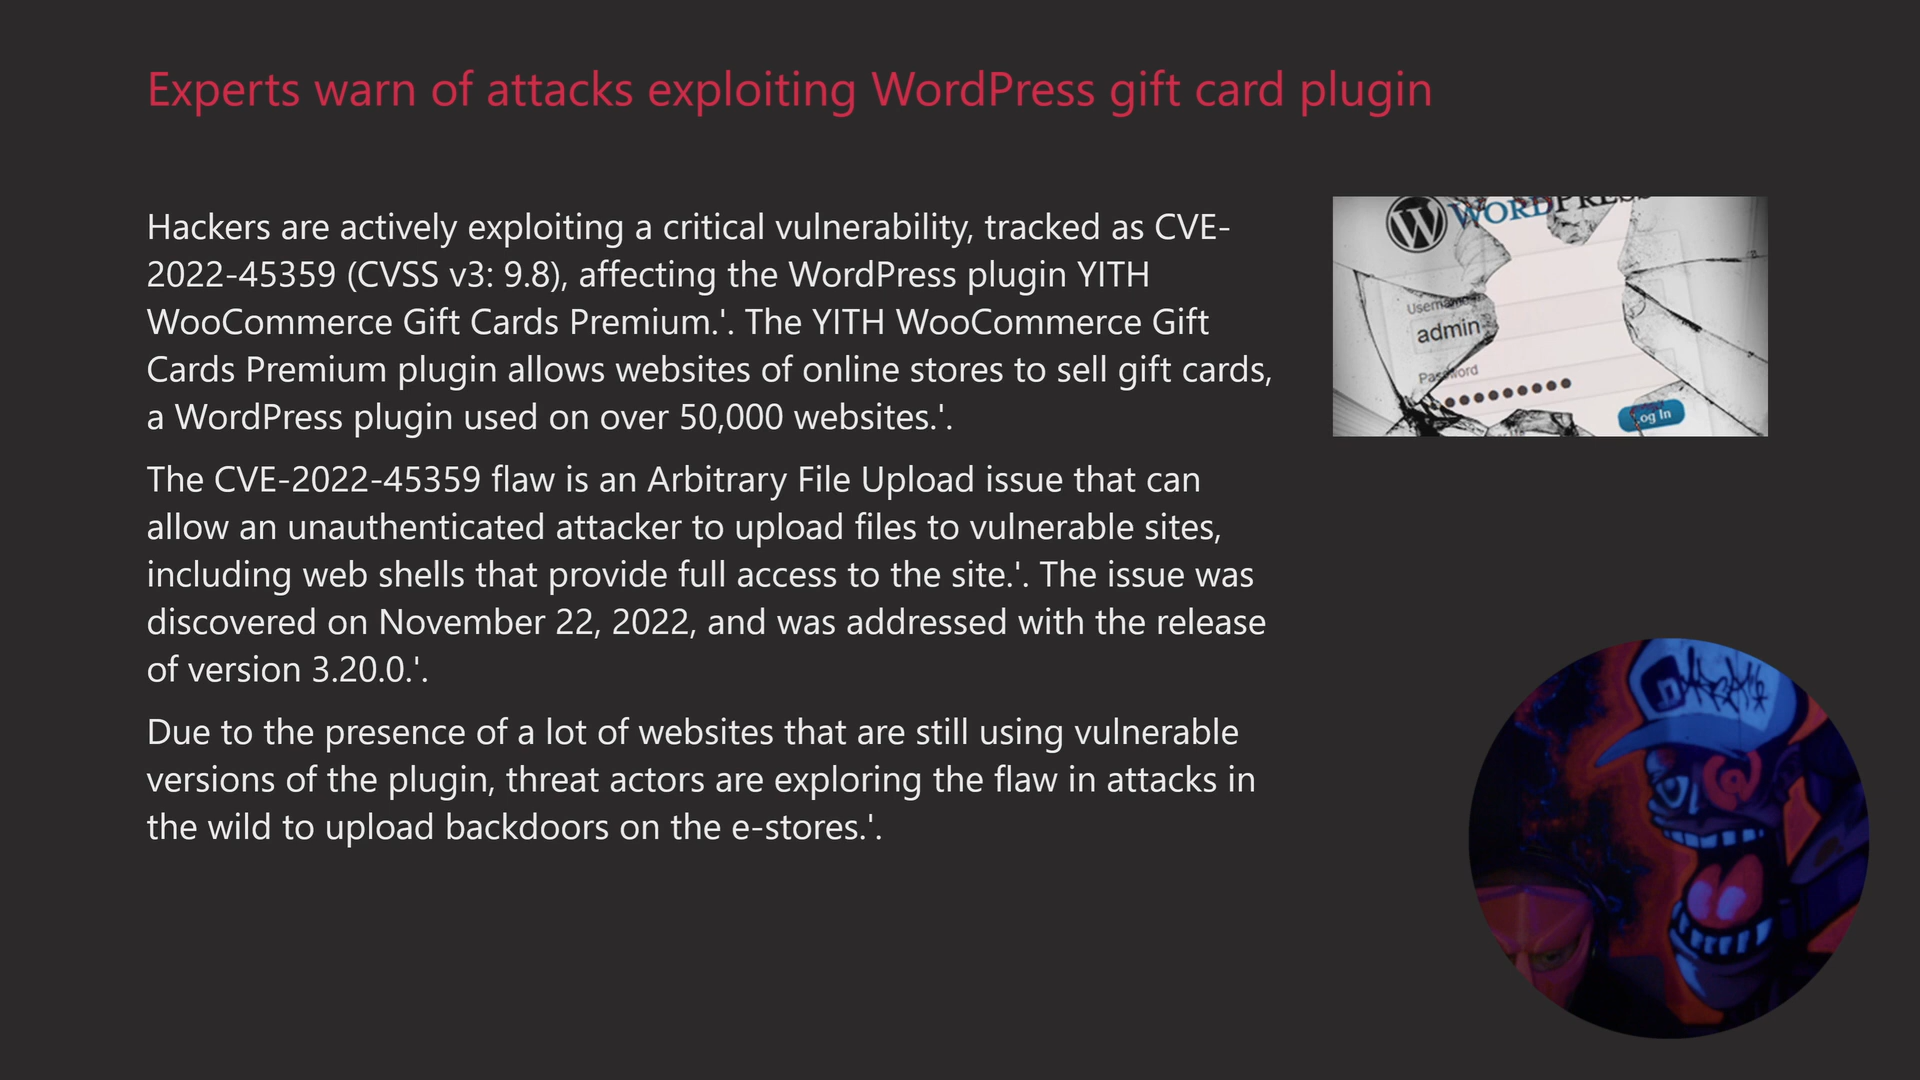 Experts warn of attacks exploiting WordPress gift card plugin
Hackers are actively exploiting a critical vulnerability, tracked as CVE-
2022-45359 (CVSS v3: 9.8), affecting the WordPress plugin YITH
WooCommerce Gift Cards Premium.'. The YITH WooCommerce Gift
Cards Premium plugin allows websites of online stores to sell gift cards,
a WordPress plugin used on over 50,000 websites.'.
The CVE-2022-45359 flaw is an Arbitrary File Upload issue that can
allow an unauthenticated attacker to upload files to vulnerable sites,
including web shells that provide full access to the site.'. The issue was
discovered on November 22, 2022, and was addressed with the release
of version 3.20.0.'.
Due to the presence of a lot of websites that are still using vulnerable
versions of the plugin, threat actors are exploring the flaw in attacks in
the wild to upload backdoors on the e-stores.'.
WORDPRESS
Username
admin
Password
Log In